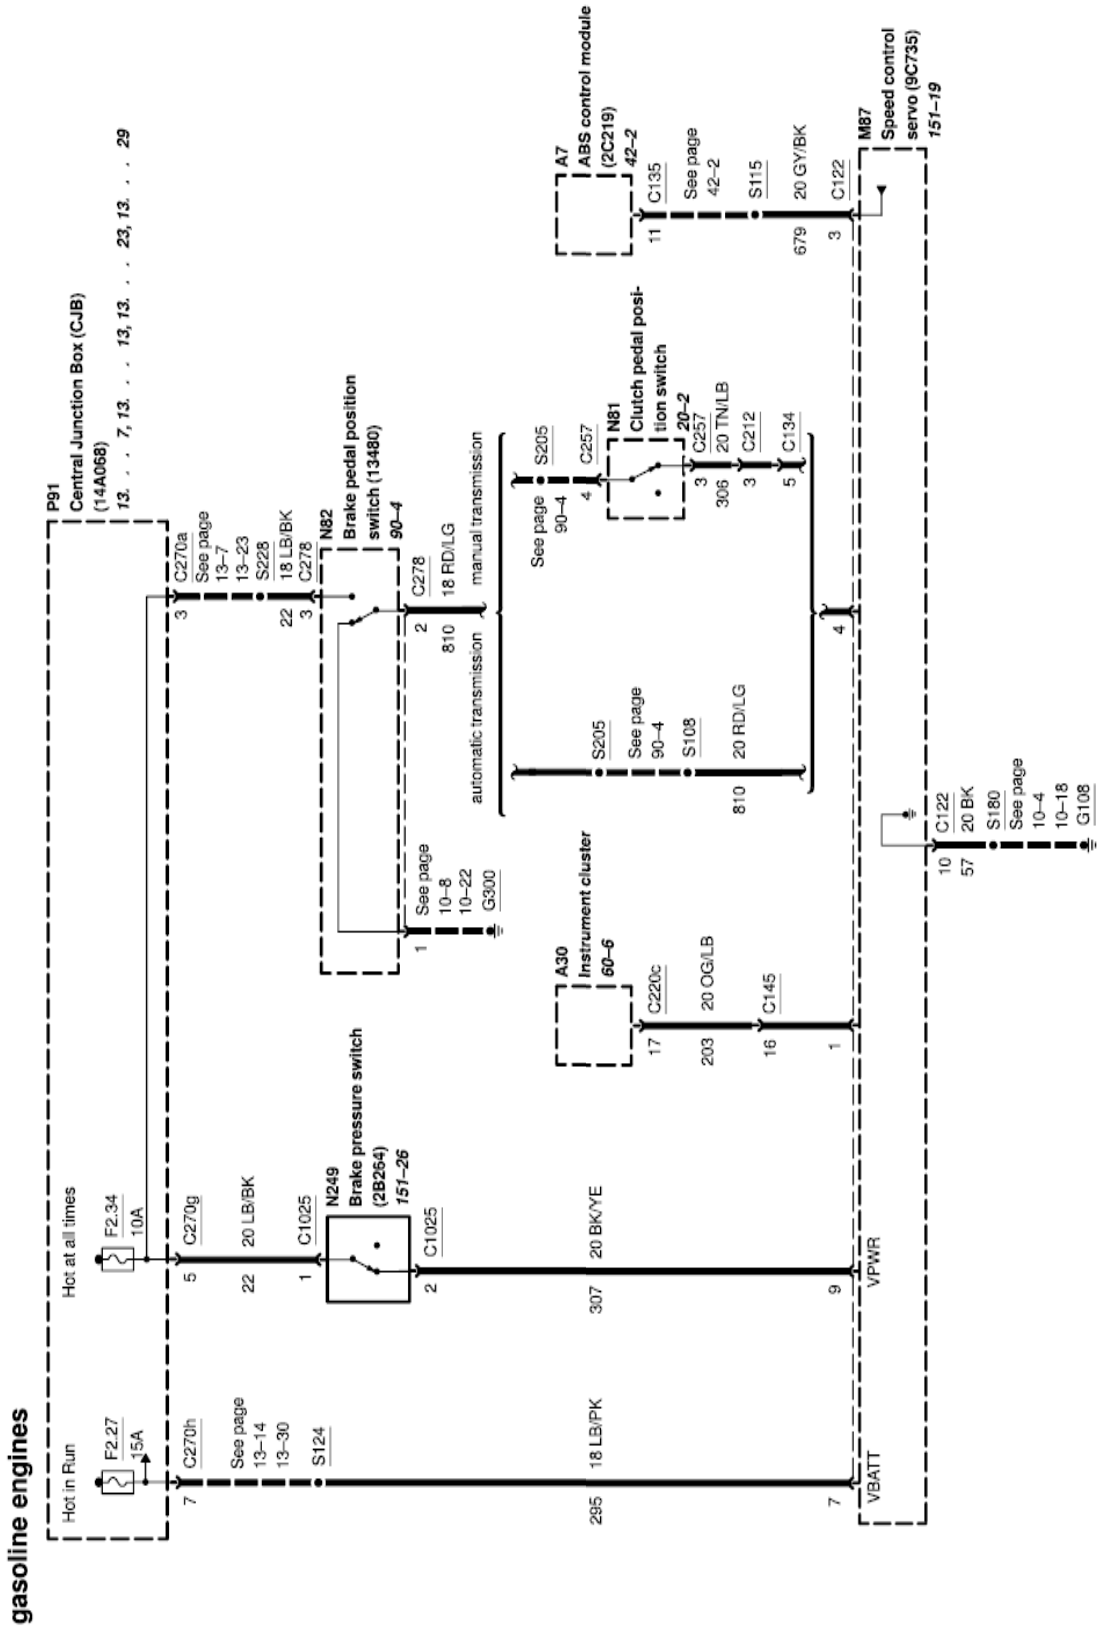 gasoline engines
P91
Central Junction Box (CJB)
(14A068)
13. . . 7, 13. . . 13, 13. . . 23, 13. . . 29
Hot in Run
F2.27
15A
Hot at all times
F2.34
10A
7
C270h
See page
13–14
13–30
S124
295
18 LB/PK
7
VBATT
5
C270g
22
20 LB/BK
1
C1025
N249
Brake pressure switch
(2B264)
151–26
2
C1025
307
20 BK/YE
9
VPWR
3
C270a
See page
13–7
13–23
S228
22
18 LB/BK
3
C278
N82
Brake pedal position
switch (13480)
90–4
1
See page
10–8
10–22
G300
2
C278
810
18 RD/LG
automatic transmission
manual transmission
S205
See page
90–4
S108
810
20 RD/LG
S205
See page
90–4
4
C257
N81
Clutch pedal posi-
tion switch
20–2
3
C257
306
20 TN/LB
3
C212
5
C134
4
A30
Instrument cluster
60–6
17
C220c
203
20 OG/LB
16
C145
1
A7
ABS control module
(2C219)
42–2
11
C135
See page
42–2
S115
679
20 GY/BK
3
C122
M87
Speed control
servo (9C735)
151–19
10
C122
57
20 BK
S180
See page
10–4
10–18
G108